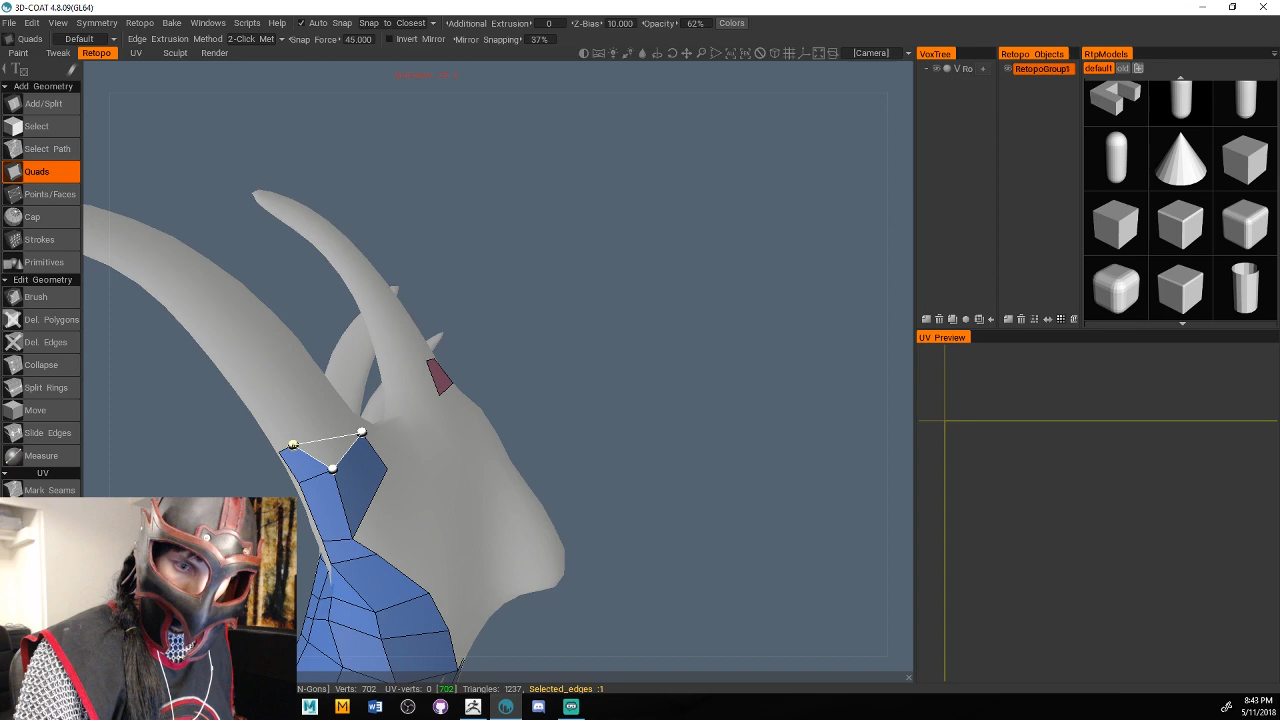 3D-COAT 4.8.09(GL64)
File Edit View Symmetry Retopo Bake Windows Scripts Help Auto Snap Snap to Closest Additional Extrusion 0 Z-Bias 10.000 Opacity 62% Colors
Quads Default Edge Extrusion Method 2-Click Met Snap Force 45.000 Invert Mirror Mirror Snapping 37%
Paint Tweak Retopo UV Sculpt Render [Camera] VoxTree Retopo Objects RtpModels
V Ro + RetopoGroup1 default old
Add Geometry
Add/Split
Select
Select Path
Quads
Points/Faces
Cap
Strokes
Primitives
Edit Geometry
Brush
Del. Polygons
Del. Edges
Collapse
Split Rings
Move
Slide Edges
Measure
UV
Mark Seams
UV Preview
N-Gons] Verts: 702 UV-verts: 0 [702] Triangles: 1237, Selected_edges :1
8:43 PM
5/11/2018